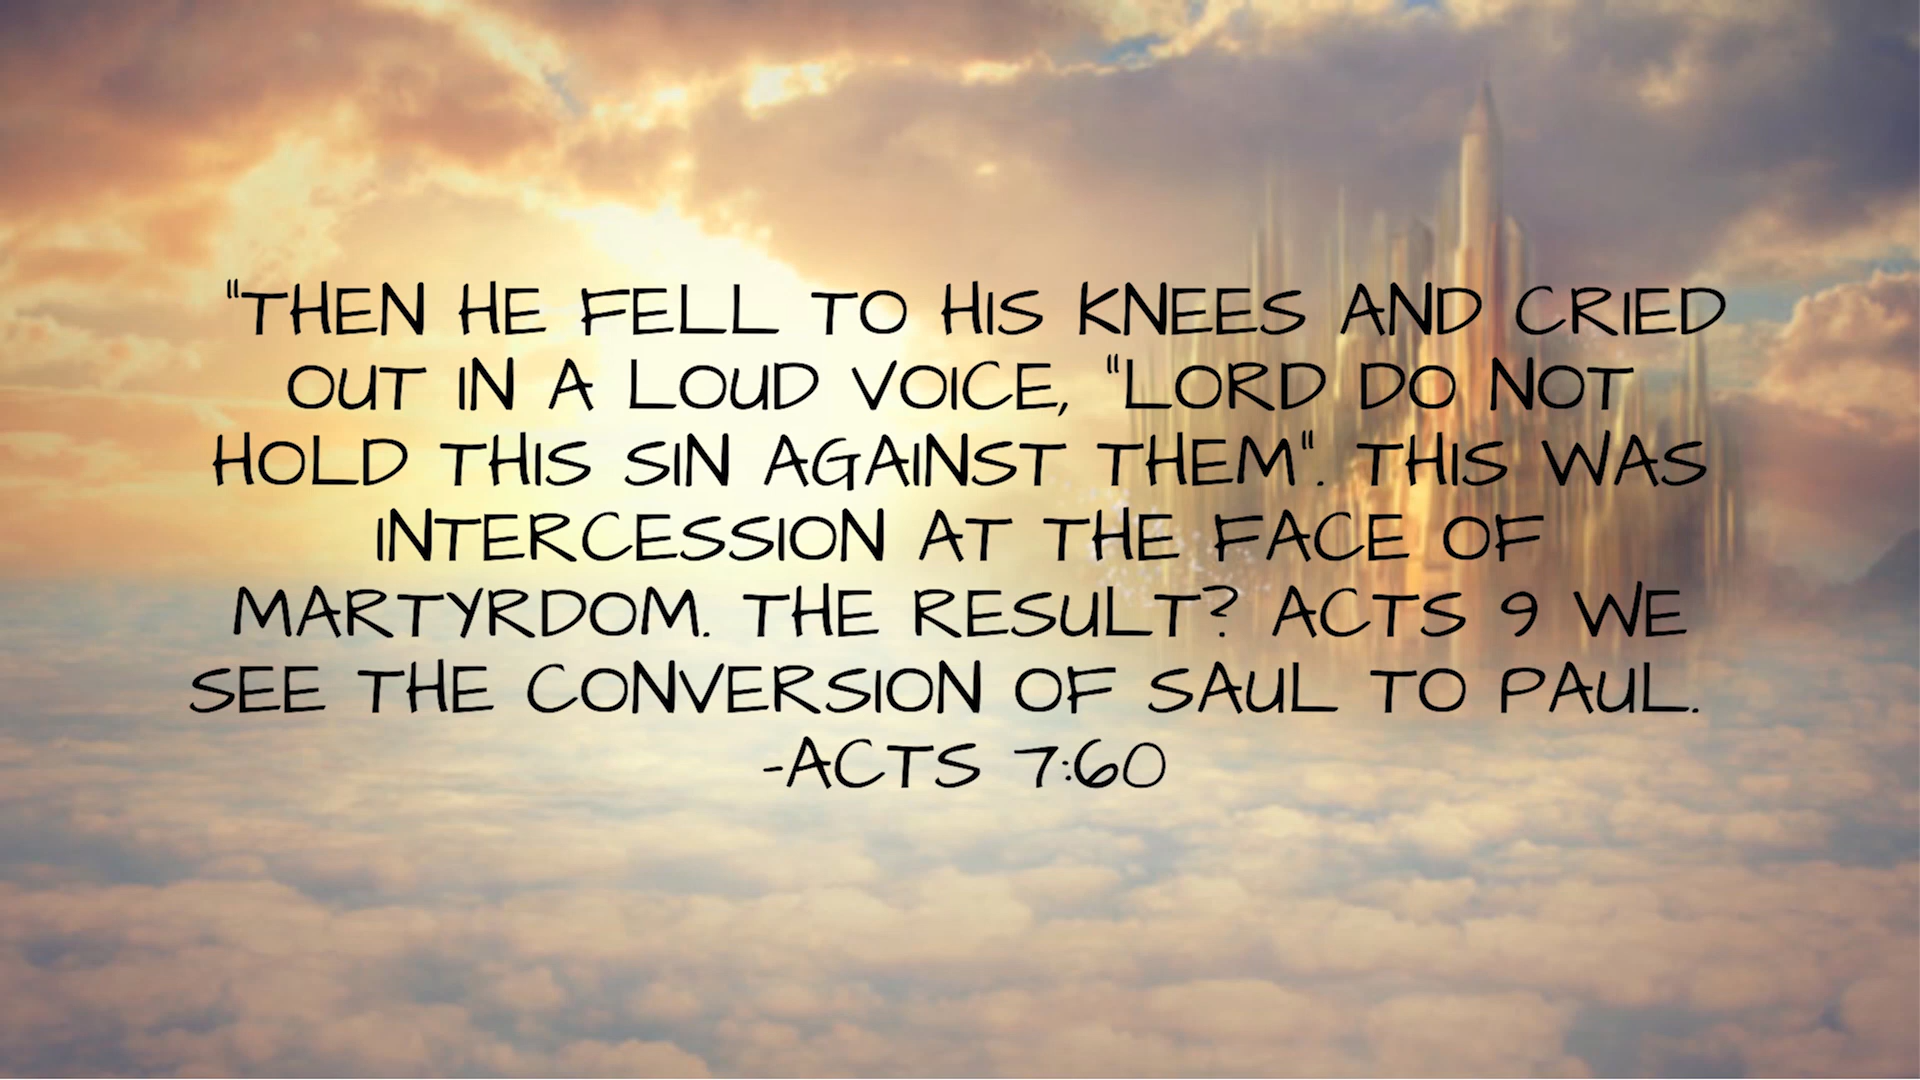 "THEN HE FELL TO HIS KNEES AND CRIED
OUT IN A LOUD VOICE, "LORD DO NOT
HOLD THIS SIN AGAINST THEM". THIS WAS
INTERCESSION AT THE FACE OF
MARTYRDOM. THE RESULT? ACTS 9 WE
SEE THE CONVERSION OF SAUL TO PAUL.
-ACTS 7:60